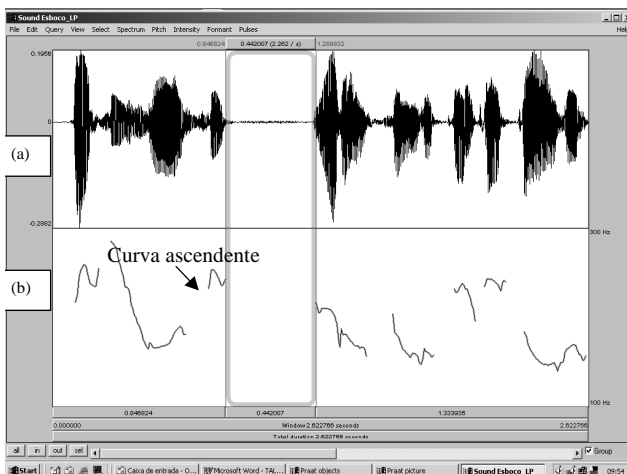 Sound Esboco_LP
File Edit Query View Select Spectrum Pitch Intensity Formant Pulses Help
0.846824 0.442007 (2.262 / s) 1.288832
0.1956
0
(a)
-0.2882
300 Hz
Curva ascendente
(b)
100 Hz
0.846824 0.442007 1.333935
0.000000 Window 2.622766 seconds 2.622766
Total duration 2.622766 seconds
all in out sel Group
Start Caixa de entrada - O... Microsoft Word - TAL... Praat objects Praat picture Sound Esboco_LP 09:54